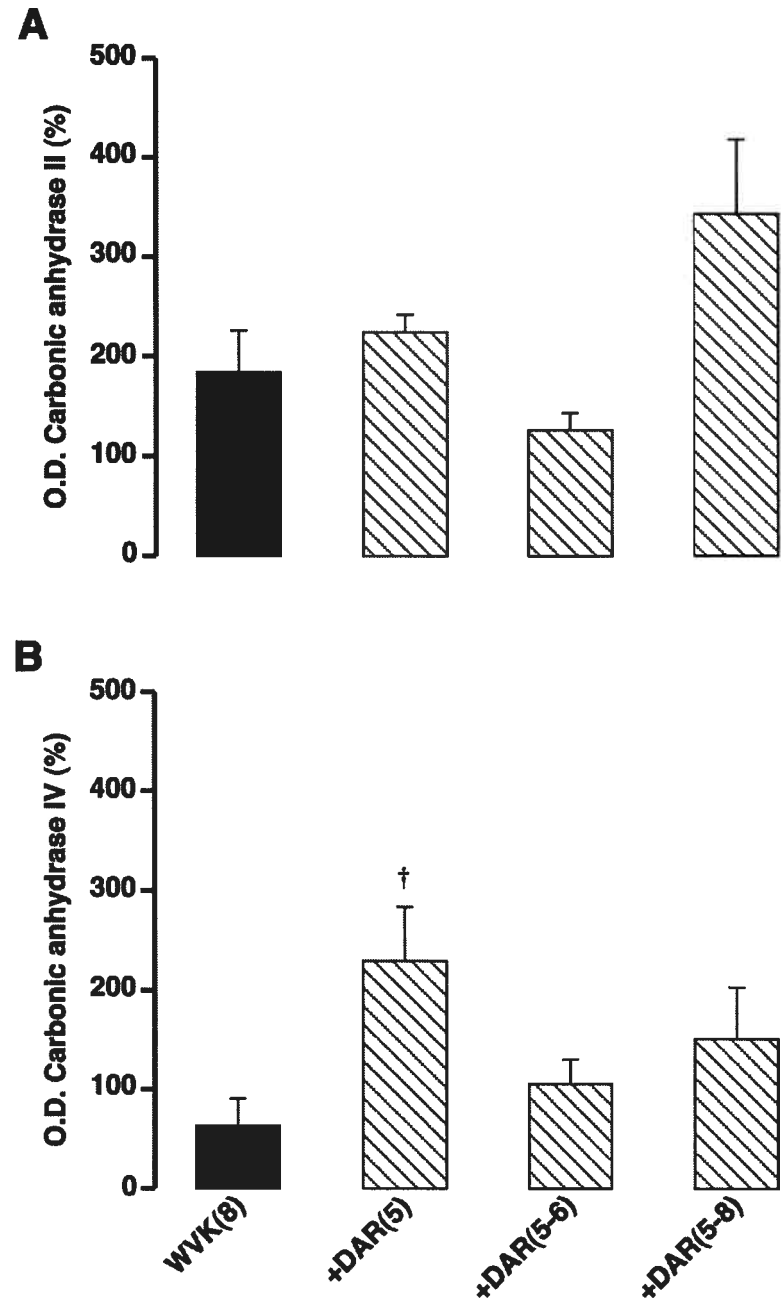 A
O.D. Carbonic anhydrase II (%)
500
400
300
200
100
0
B
O.D. Carbonic anhydrase IV (%)
500
400
300
200
100
0
†
WVK(8)
+DAR(5)
+DAR(5-6)
+DAR(5-8)